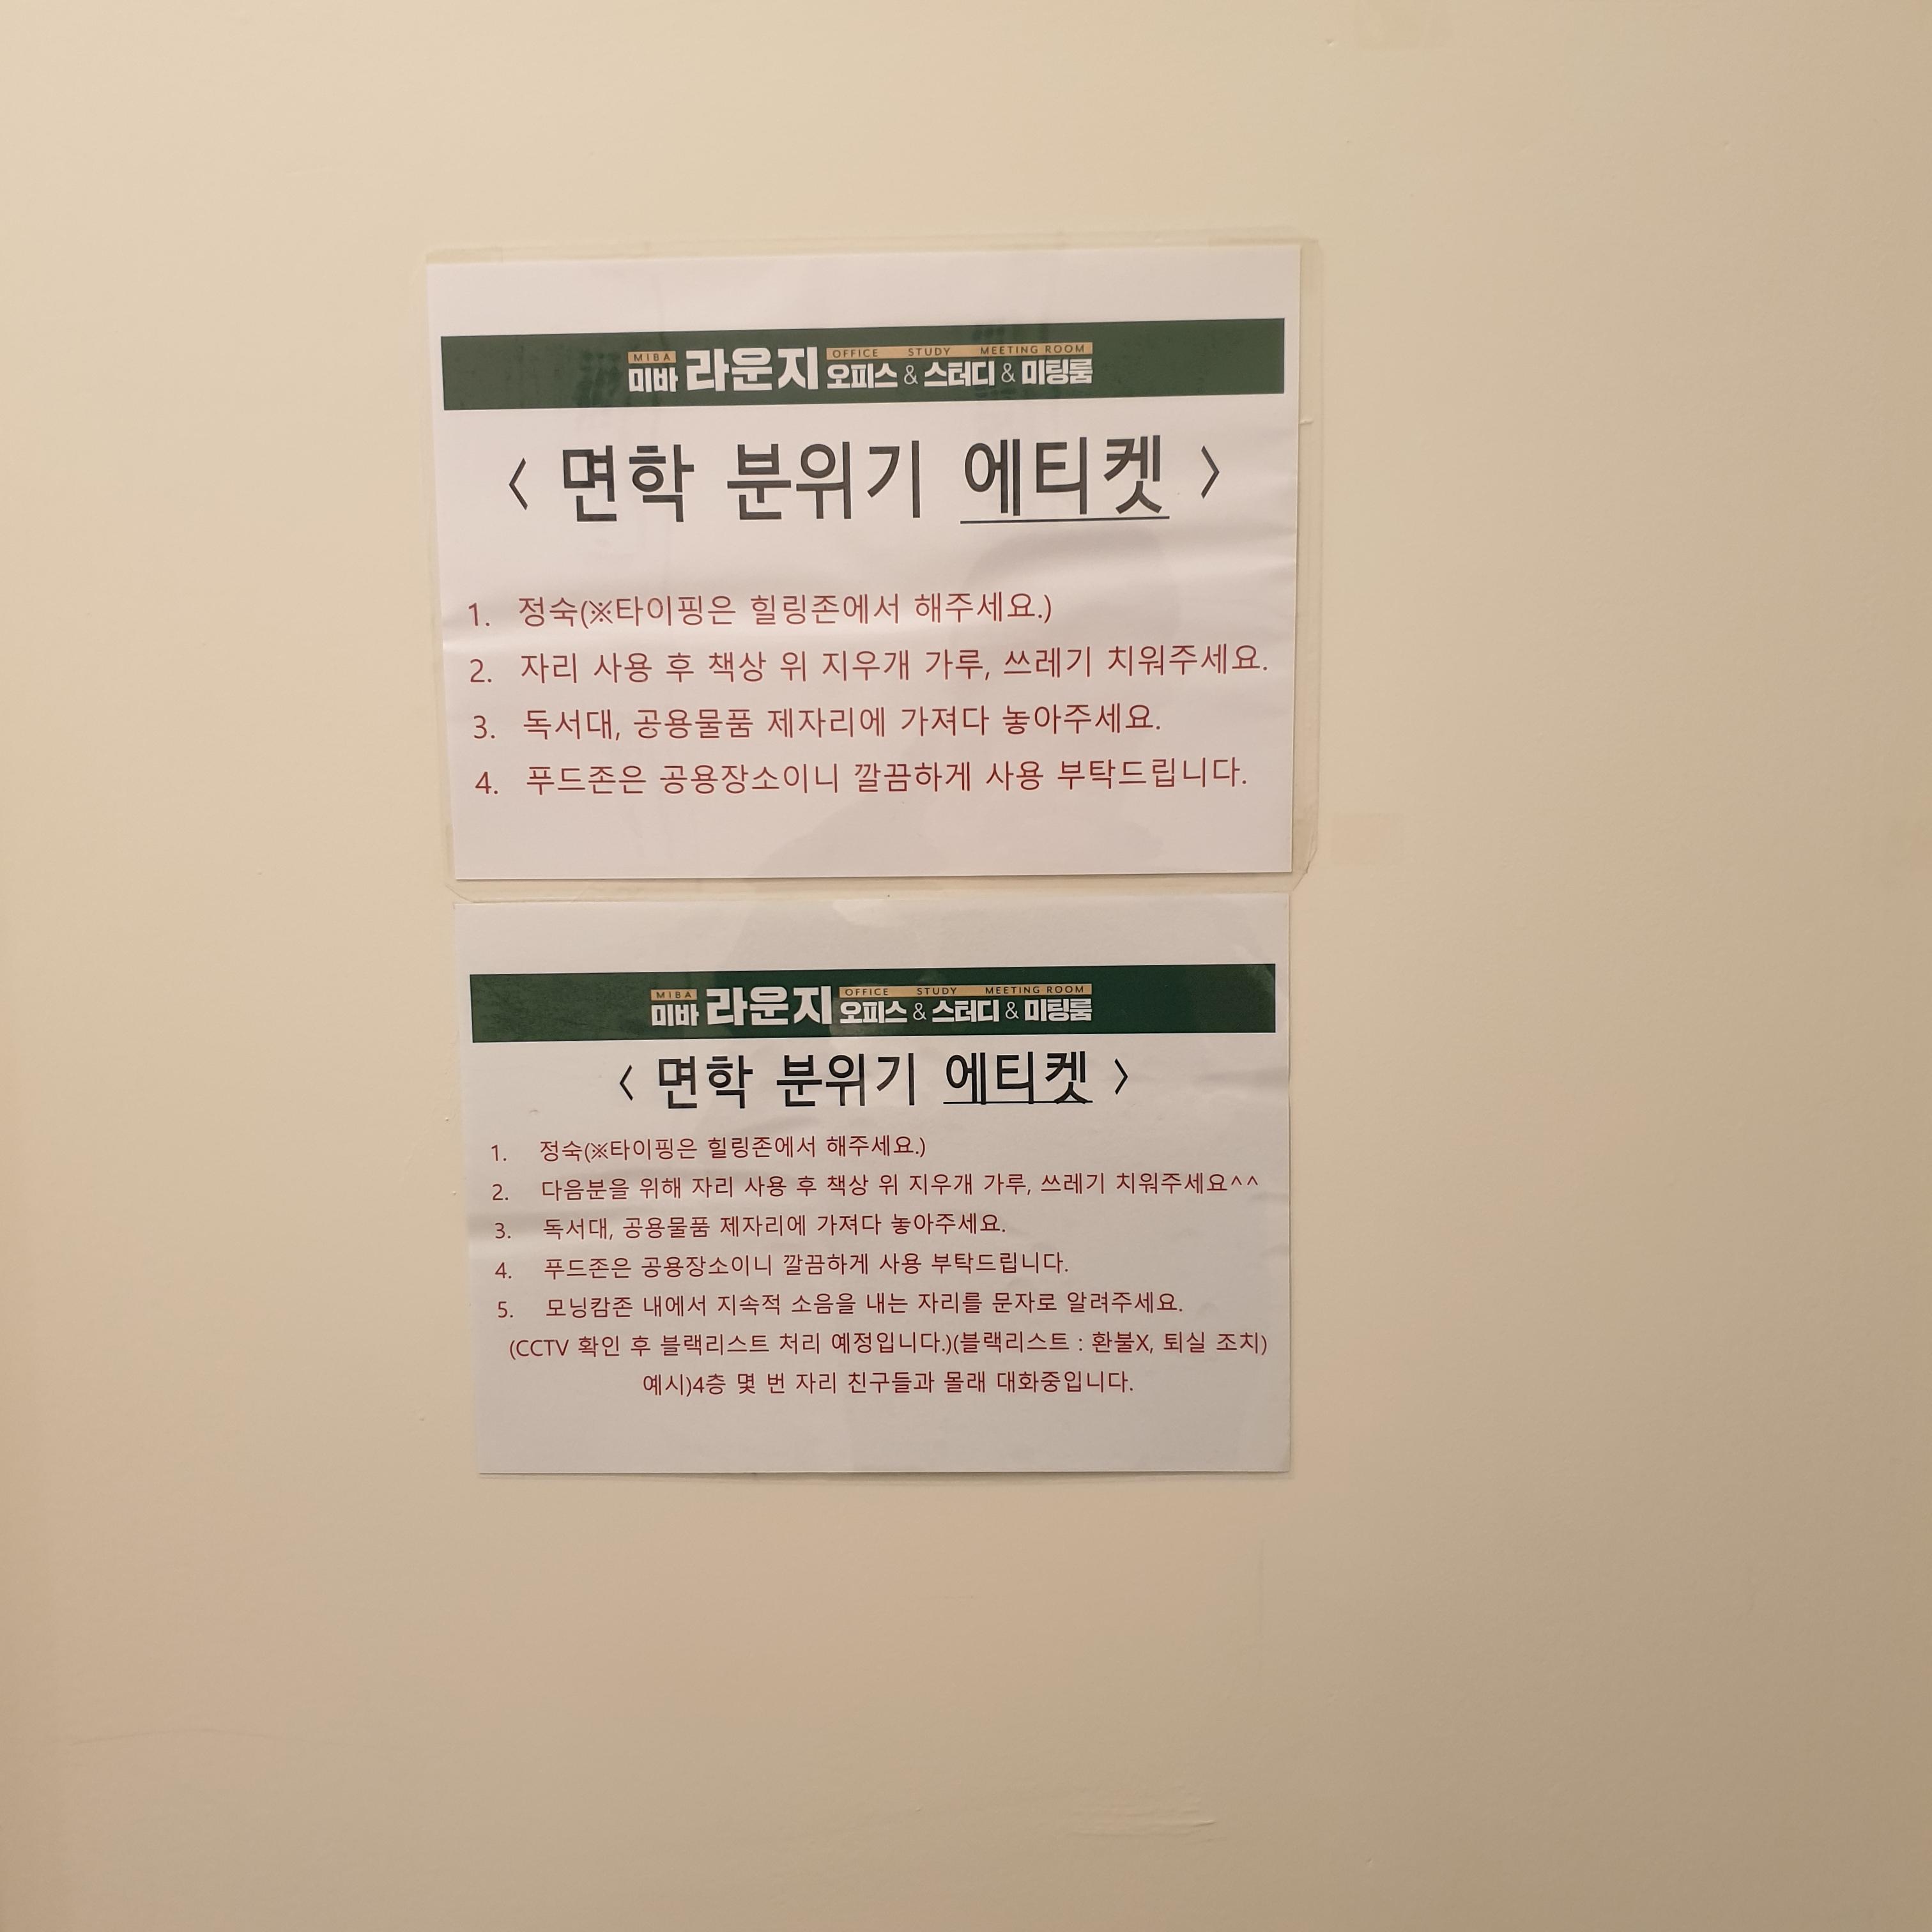 MIBA OFFICE STUDY MEETING ROOM
미바 라운지 오피스 & 스터디 & 미팅룸
< 면학 분위기 에티켓 >
1. 정숙(※타이핑은 힐링존에서 해주세요.)
2. 자리 사용 후 책상 위 지우개 가루, 쓰레기 치워주세요.
3. 독서대, 공용물품 제자리에 가져다 놓아주세요.
4. 푸드존은 공용장소이니 깔끔하게 사용 부탁드립니다.
MIBA OFFICE STUDY MEETING ROOM
미바 라운지 오피스 & 스터디 & 미팅룸
< 면학 분위기 에티켓 >
1. 정숙(※타이핑은 힐링존에서 해주세요.)
2. 다음분을 위해 자리 사용 후 책상 위 지우개 가루, 쓰레기 치워주세요^^
3. 독서대, 공용물품 제자리에 가져다 놓아주세요.
4. 푸드존은 공용장소이니 깔끔하게 사용 부탁드립니다.
5. 모닝캄존 내에서 지속적 소음을 내는 자리를 문자로 알려주세요.
(CCTV 확인 후 블랙리스트 처리 예정입니다.)(블랙리스트 : 환불X, 퇴실 조치)
예시)4층 몇 번 자리 친구들과 몰래 대화중입니다.